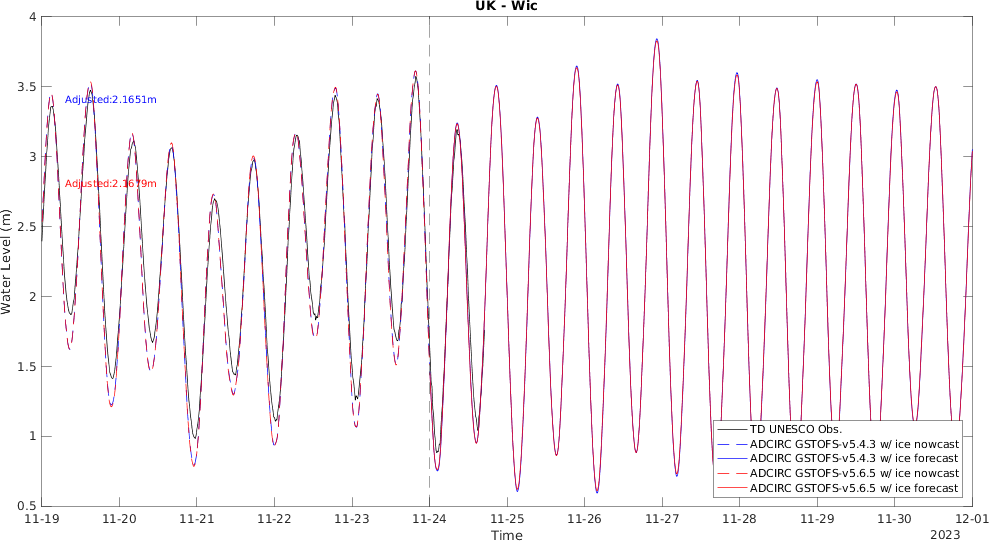 UK - Wic
4
3.5
3
2.5
2
1.5
1
0.5
Water Level (m)
Adjusted:2.1651m
Adjusted:2.1679m
TD UNESCO Obs.
ADCIRC GSTOFS-v5.4.3 w/ ice nowcast
ADCIRC GSTOFS-v5.4.3 w/ ice forecast
ADCIRC GSTOFS-v5.6.5 w/ ice nowcast
ADCIRC GSTOFS-v5.6.5 w/ ice forecast
11-19 11-20 11-21 11-22 11-23 11-24 11-25 11-26 11-27 11-28 11-29 11-30 12-01
Time
2023